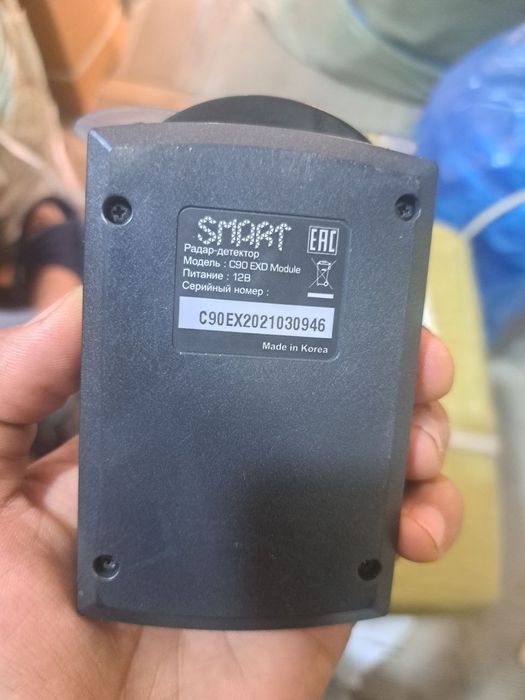 SMART
EAC
Радар-детектор
Модель : C90 EXD Module
Питание : 12В
Серийный номер :
C90EX2021030946
Made in Korea